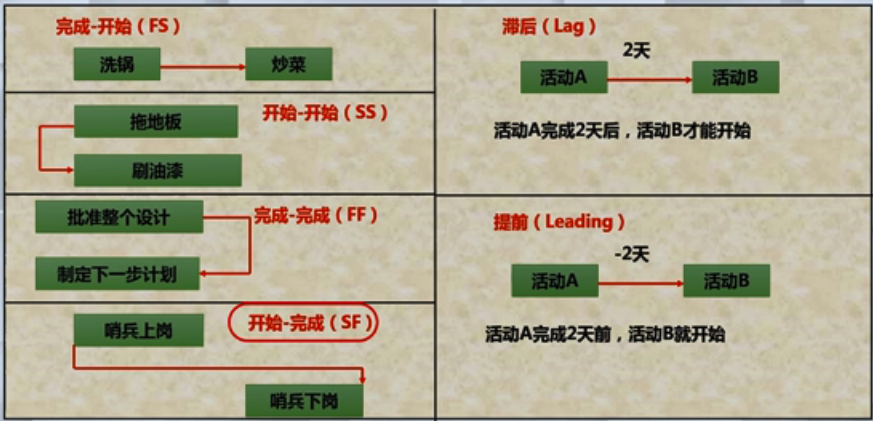 完成-开始（FS）
洗锅
炒菜
开始-开始（SS）
拖地板
刷油漆
批准整个设计
完成-完成（FF）
制定下一步计划
开始-完成（SF）
哨兵上岗
哨兵下岗
滞后（Lag）
2天
活动A
活动B
活动A完成2天后，活动B才能开始
提前（Leading）
-2天
活动A
活动B
活动A完成2天前，活动B就开始